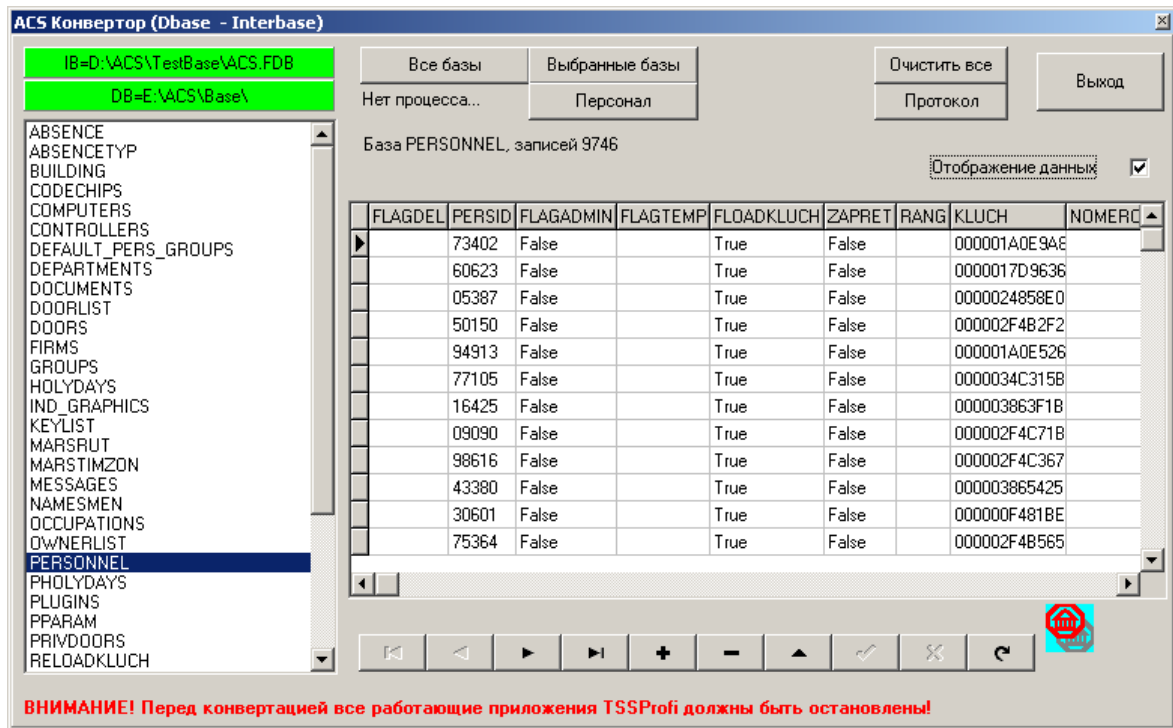 ACS Конвертор (Dbase - Interbase)
IB=D:\ACS\TestBase\ACS.FDB
DB=E:\ACS\Base\
Все базы
Выбранные базы
Очистить все
Выход
Нет процесса...
Персонал
Протокол
База PERSONNEL, записей 9746
Отображение данных
ABSENCE
ABSENCETYP
BUILDING
CODECHIPS
COMPUTERS
CONTROLLERS
DEFAULT_PERS_GROUPS
DEPARTMENTS
DOCUMENTS
DOORLIST
DOORS
FIRMS
GROUPS
HOLYDAYS
IND_GRAPHICS
KEYLIST
MARSRUT
MARSTIMZON
MESSAGES
NAMESMEN
OCCUPATIONS
OWNERLIST
PERSONNEL
PHOLYDAYS
PLUGINS
PPARAM
PRIVDOORS
RELOADKLUCH
FLAGDEL PERSID FLAGADMIN FLAGTEMP FLOADKLUCH ZAPRET RANG KLUCH NOMERC
73402 False True False 000001A0E9A8
60623 False True False 0000017D9636
05387 False True False 0000024858E0
50150 False True False 000002F4B2F2
94913 False True False 000001A0E526
77105 False True False 0000034C315B
16425 False True False 000003863F1B
09090 False True False 000002F4C71B
98616 False True False 000002F4C367
43380 False True False 000003865425
30601 False True False 000000F481BE
75364 False True False 000002F4B565
ВНИМАНИЕ! Перед конвертацией все работающие приложения TSSProfi должны быть остановлены!